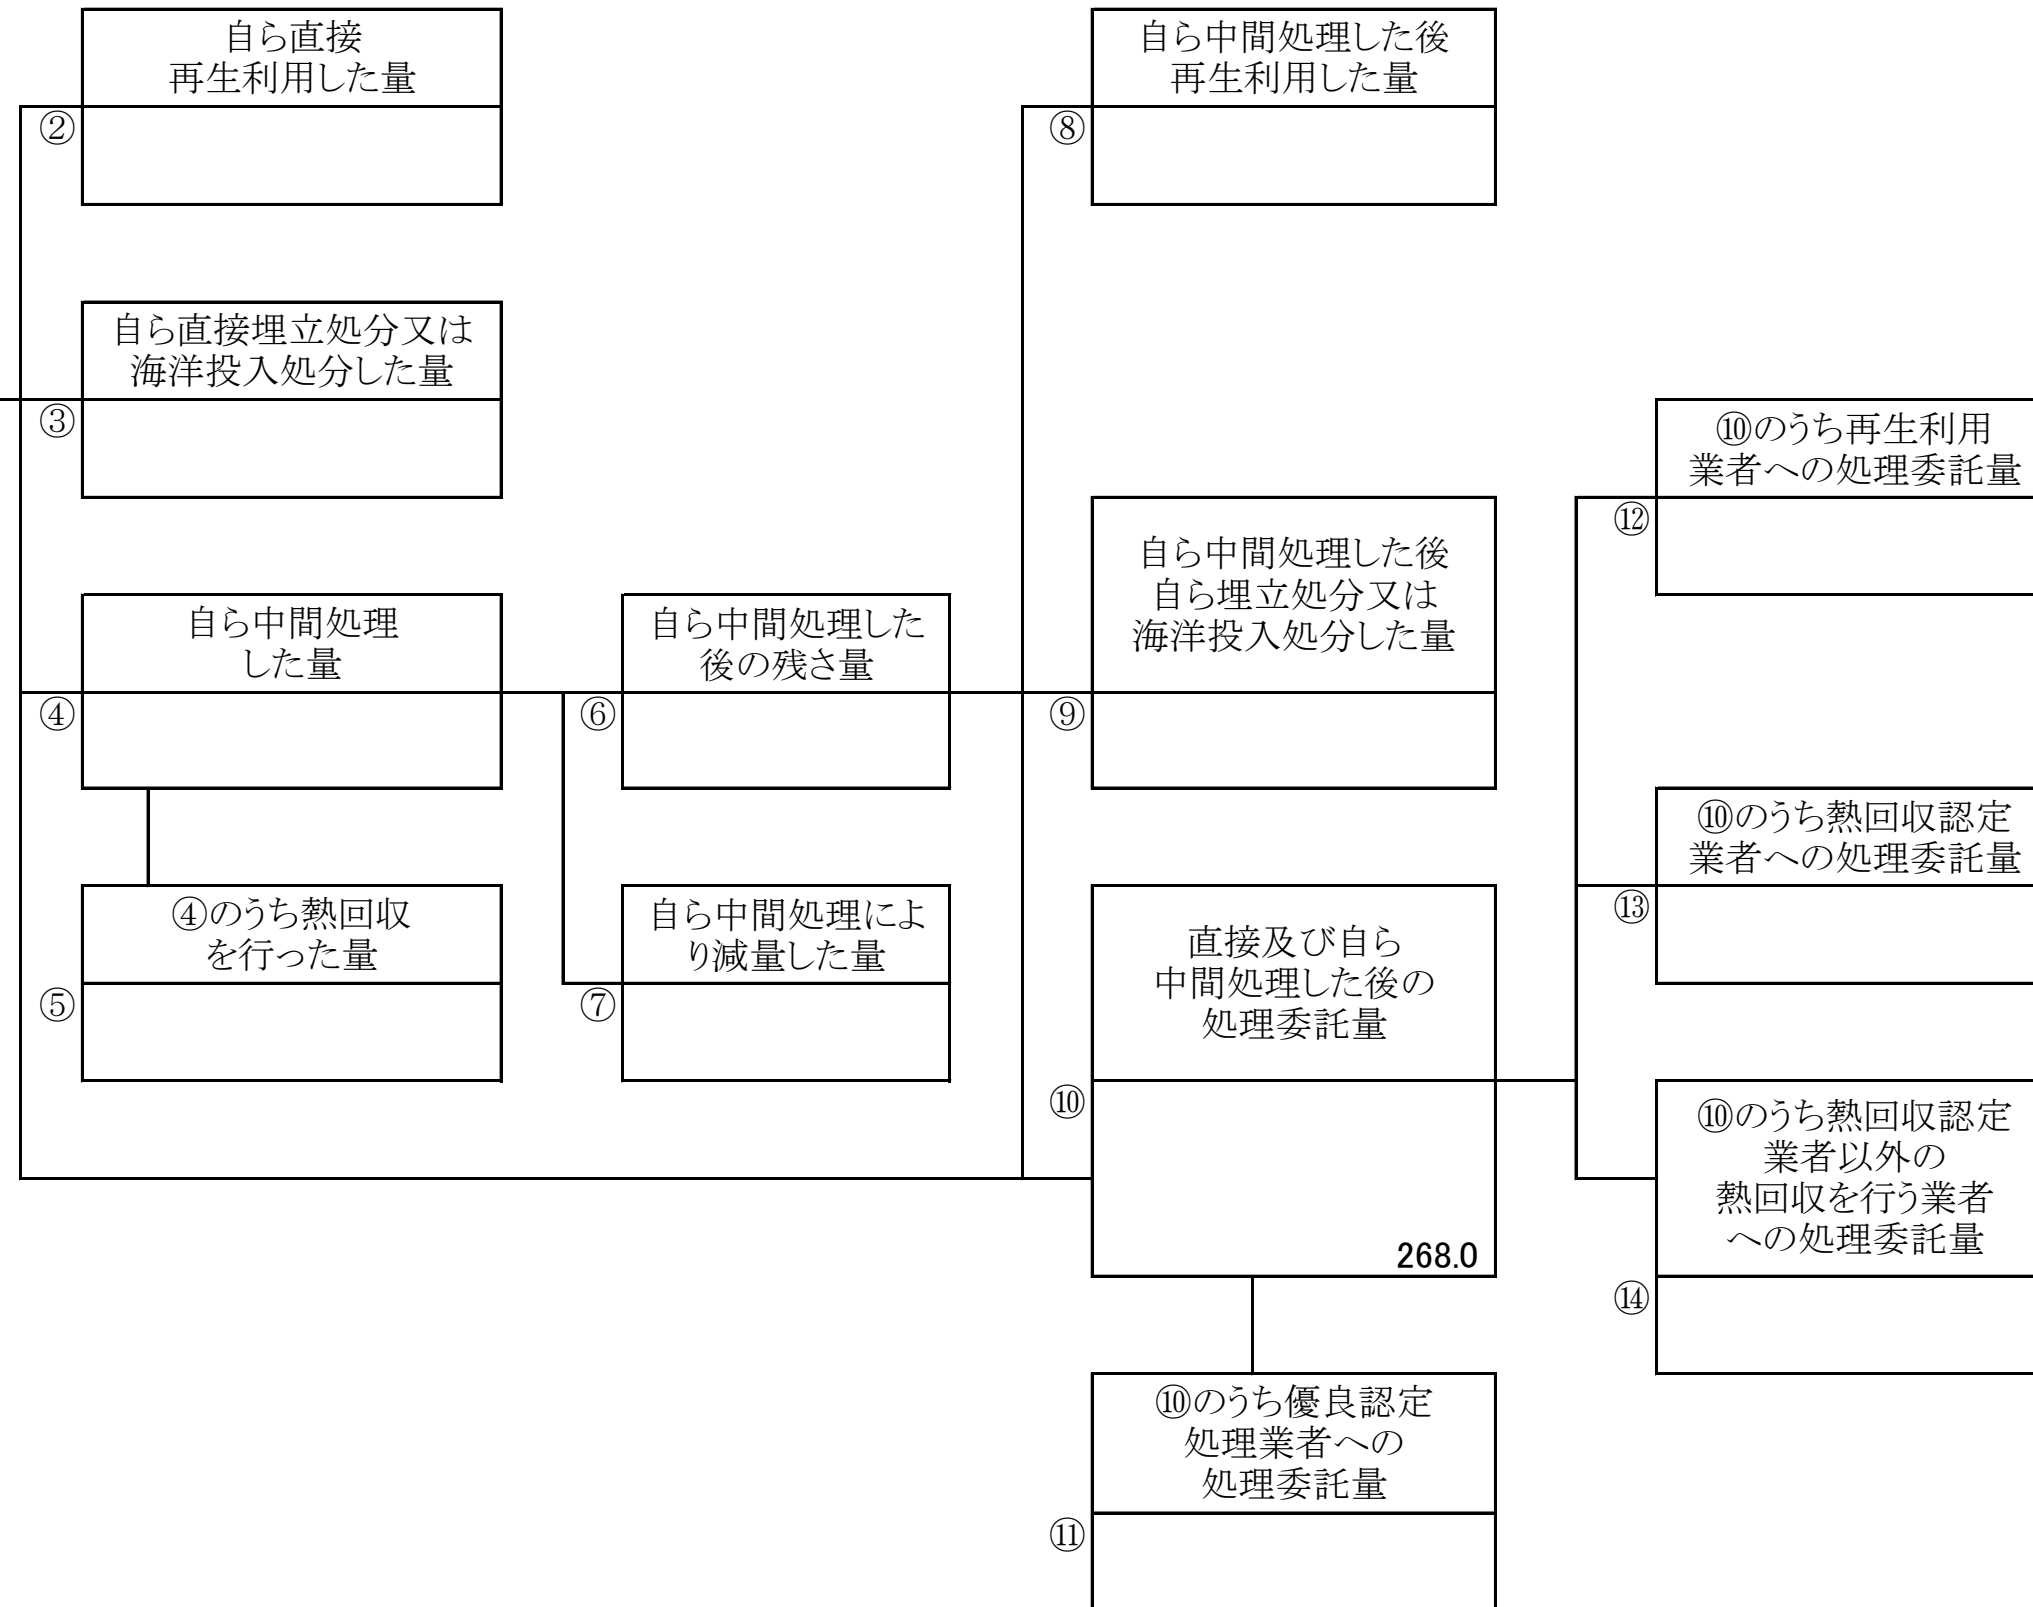 自ら直接
再生利用した量
②
自ら中間処理した後
再生利用した量
⑧
自ら直接埋立処分又は
海洋投入処分した量
③
⑩のうち再生利用
業者への処理委託量
⑫
自ら中間処理
した量
④
自ら中間処理した
後の残さ量
⑥
自ら中間処理した後
自ら埋立処分又は
海洋投入処分した量
⑨
⑩のうち熱回収認定
業者への処理委託量
⑬
④のうち熱回収
を行った量
⑤
自ら中間処理によ
り減量した量
⑦
直接及び自ら
中間処理した後の
処理委託量
⑩
268.0
⑩のうち熱回収認定
業者以外の
熱回収を行う業者
への処理委託量
⑭
⑩のうち優良認定
処理業者への
処理委託量
⑪